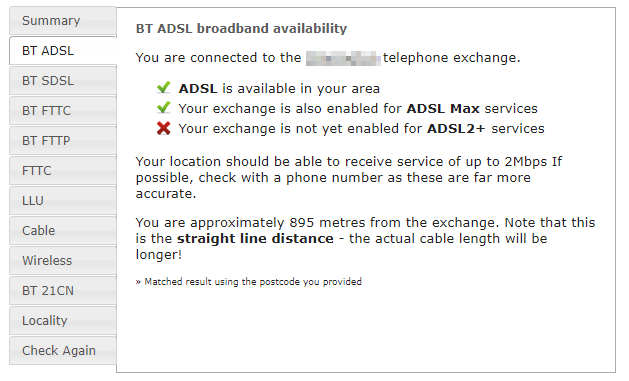 Summary
BT ADSL
BT SDSL
BT FTTC
BT FTTP
FTTC
LLU
Cable
Wireless
BT 21CN
Locality
Check Again
BT ADSL broadband availability
You are connected to the telephone exchange.
ADSL is available in your area
Your exchange is also enabled for ADSL Max services
Your exchange is not yet enabled for ADSL2+ services
Your location should be able to receive service of up to 2Mbps If
possible, check with a phone number as these are far more
accurate.
You are approximately 895 metres from the exchange. Note that this
is the straight line distance - the actual cable length will be
longer!
» Matched result using the postcode you provided